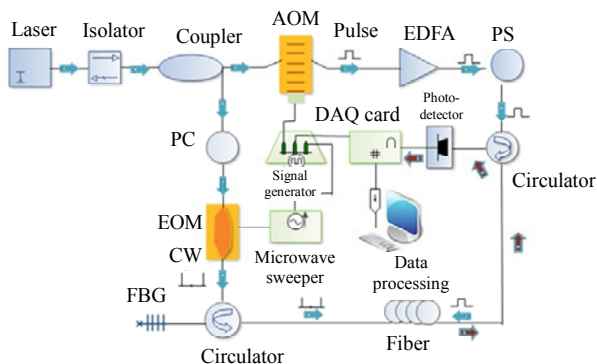 AOM
Laser
Isolator
Coupler
Pulse
EDFA
PS
DAQ card
Photo-
detector
PC
Signal
generator
Circulator
EOM
CW
Microwave
sweeper
Data
processing
FBG
Circulator
Fiber